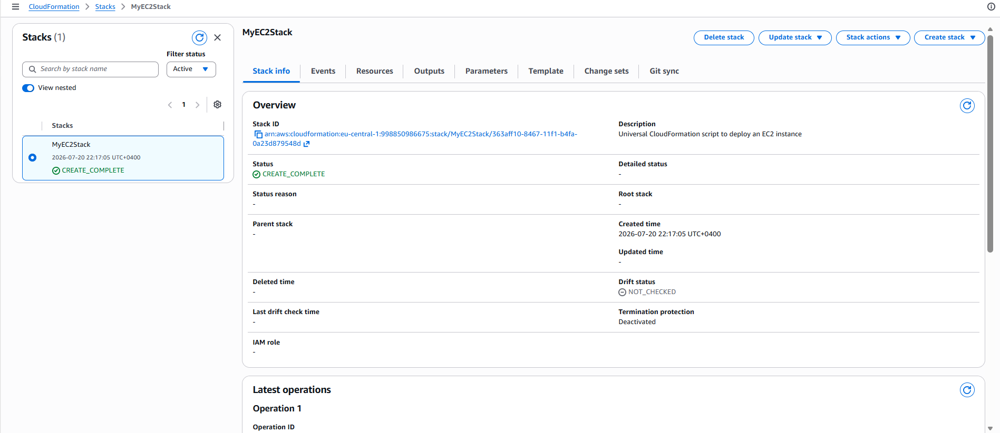 CloudFormation > Stacks > MyEC2Stack
Stacks (1)
Filter status
Search by stack name
Active
View nested
1
Stacks
MyEC2Stack
2026-07-20 22:17:05 UTC+0400
CREATE_COMPLETE
MyEC2Stack
Delete stack
Update stack
Stack actions
Create stack
Stack info
Events
Resources
Outputs
Parameters
Template
Change sets
Git sync
Overview
Stack ID
arn:aws:cloudformation:eu-central-1:998850986675:stack/MyEC2Stack/363aff10-8467-11f1-b4fa-
0a23d879548d
Description
Universal CloudFormation script to deploy an EC2 instance
Status
CREATE_COMPLETE
Detailed status
-
Status reason
-
Root stack
-
Parent stack
-
Created time
2026-07-20 22:17:05 UTC+0400
Updated time
-
Deleted time
-
Drift status
NOT_CHECKED
Last drift check time
-
Termination protection
Deactivated
IAM role
-
Latest operations
Operation 1
Operation ID